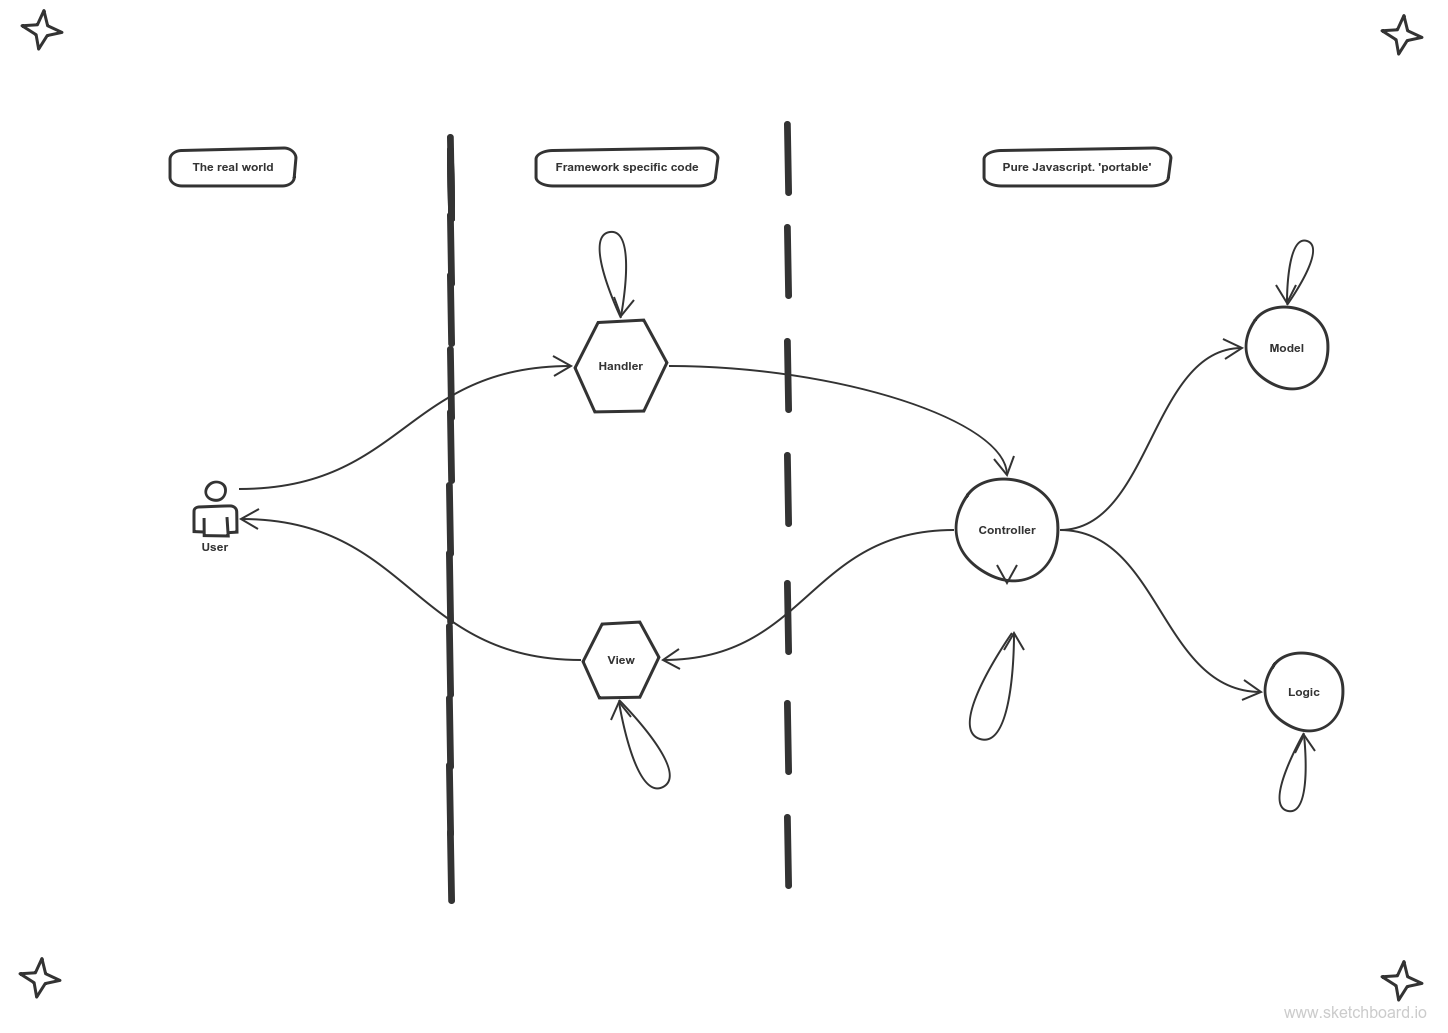 The real world
Framework specific code
Pure Javascript. 'portable'
Handler
Model
User
Controller
View
Logic
www.sketchboard.io